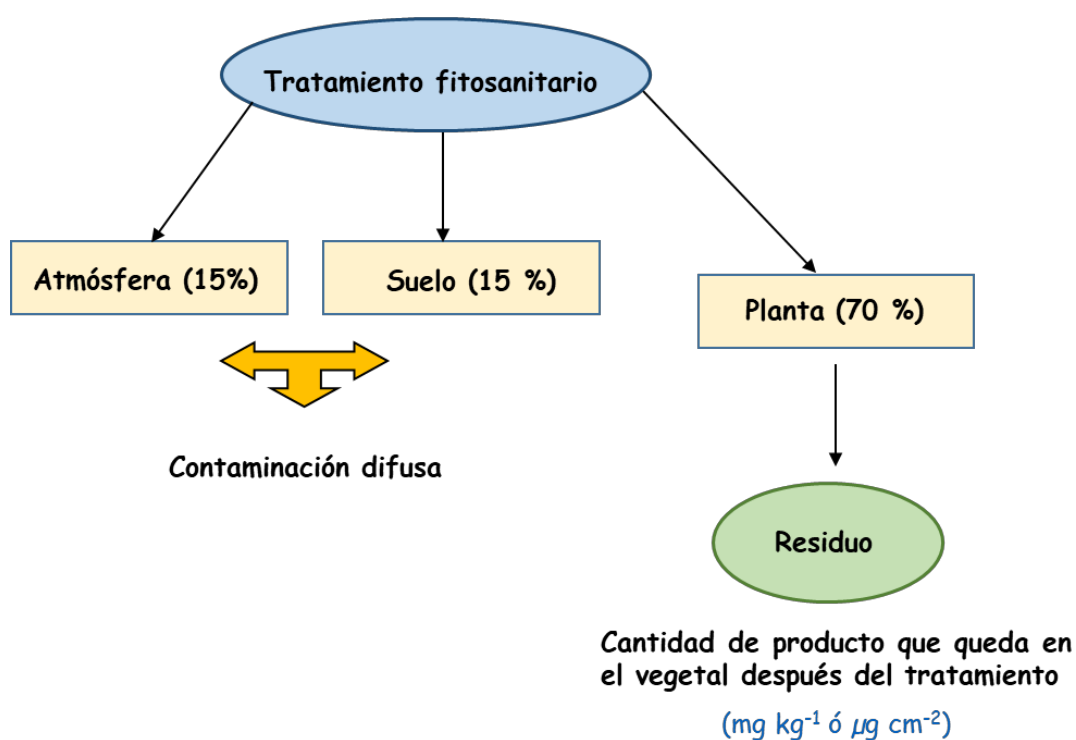 Tratamiento fitosanitario
Atmósfera (15%)
Suelo (15 %)
Planta (70 %)
Contaminación difusa
Residuo
Cantidad de producto que queda en
el vegetal después del tratamiento
(mg kg⁻¹ ó µg cm⁻²)